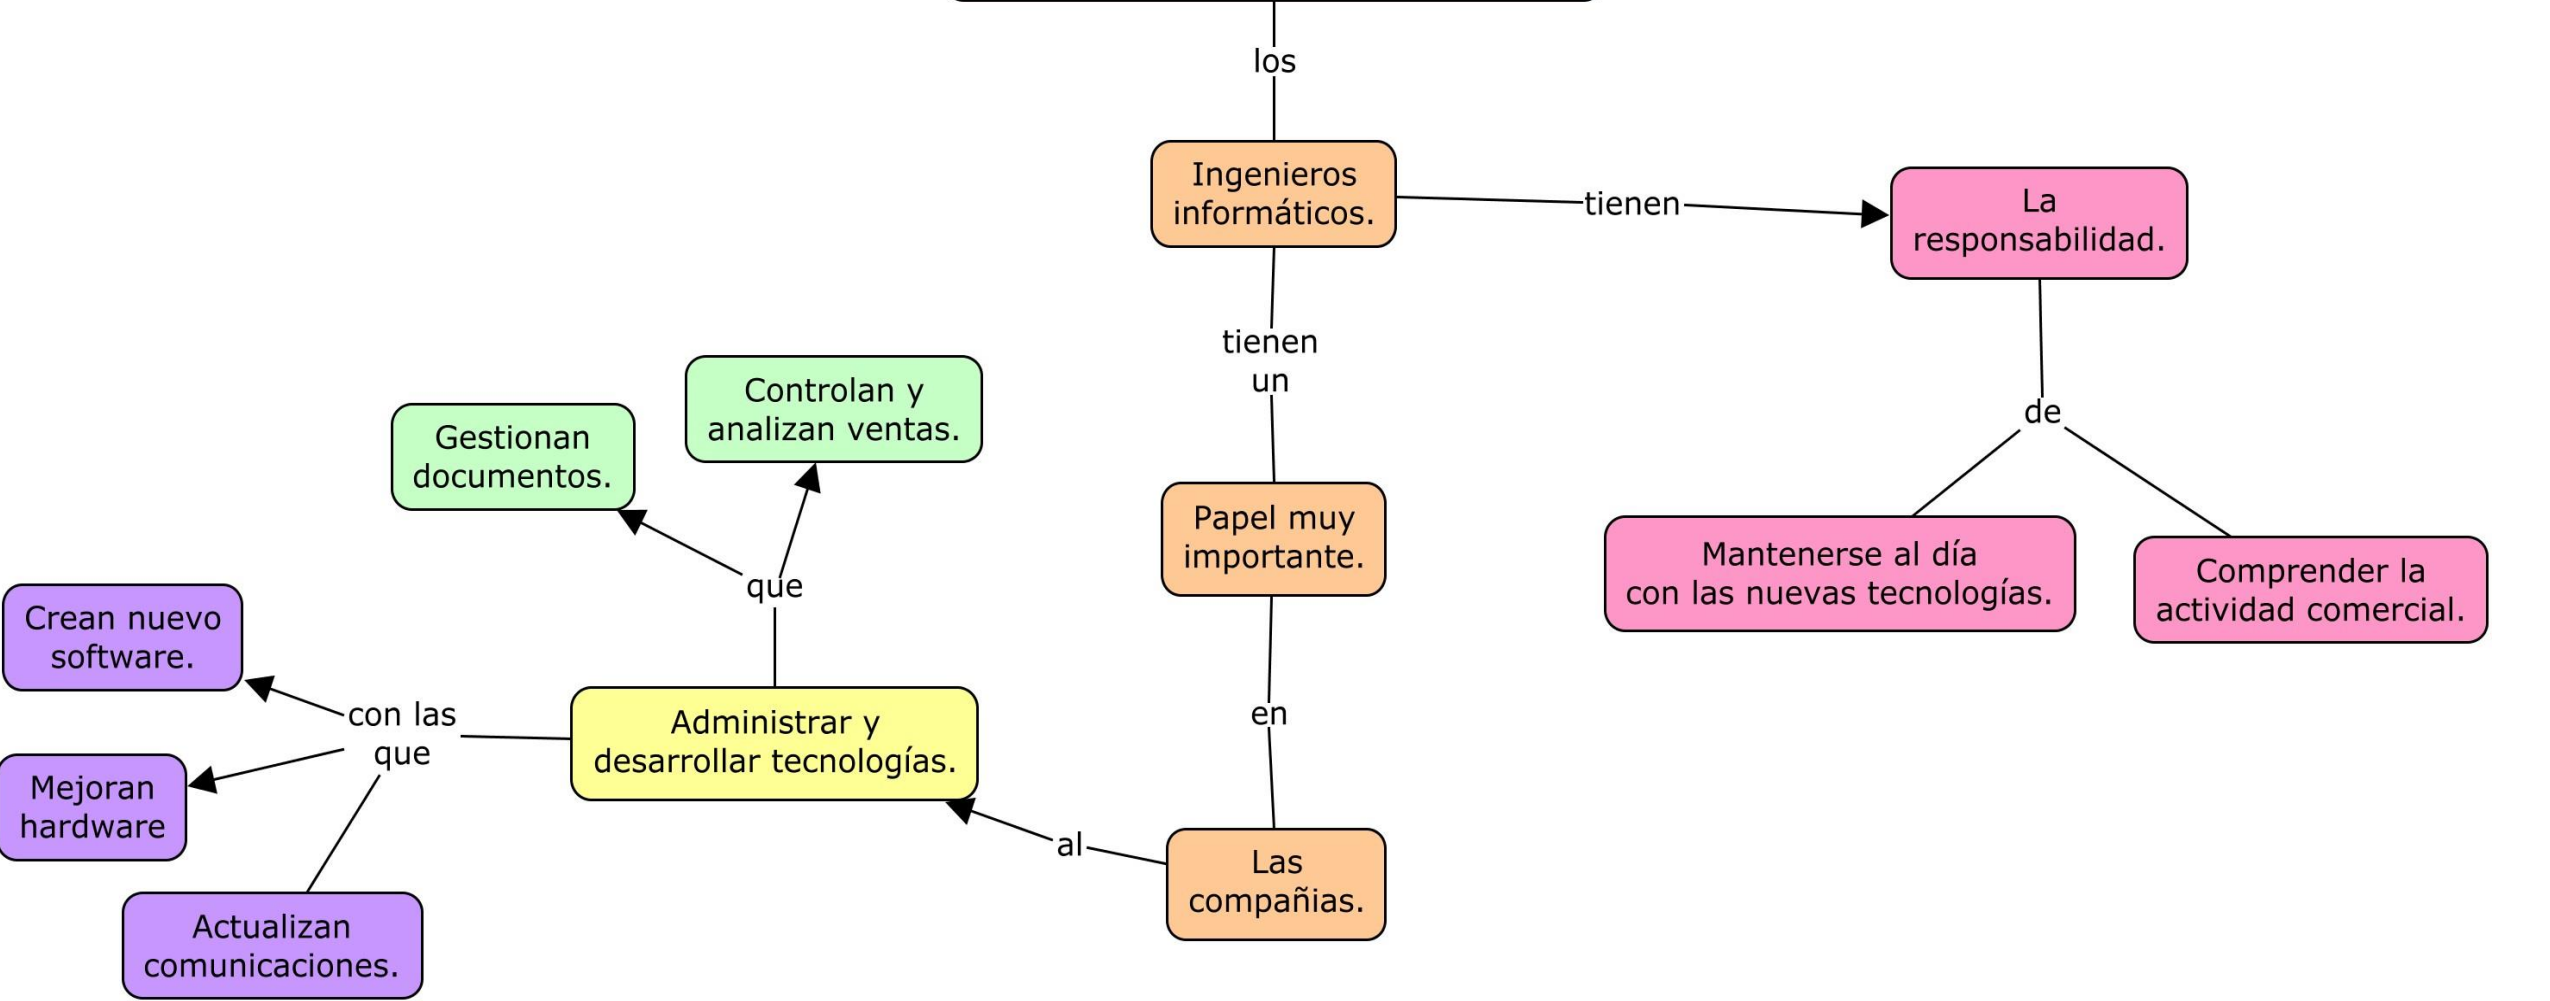 los
Ingenieros
informáticos.
tienen
La
responsabilidad.
tienen
un
de
Controlan y
analizan ventas.
Gestionan
documentos.
Papel muy
importante.
Mantenerse al día
con las nuevas tecnologías.
Comprender la
actividad comercial.
que
Crean nuevo
software.
con las
que
Administrar y
desarrollar tecnologías.
en
Mejoran
hardware
al
Las
compañias.
Actualizan
comunicaciones.